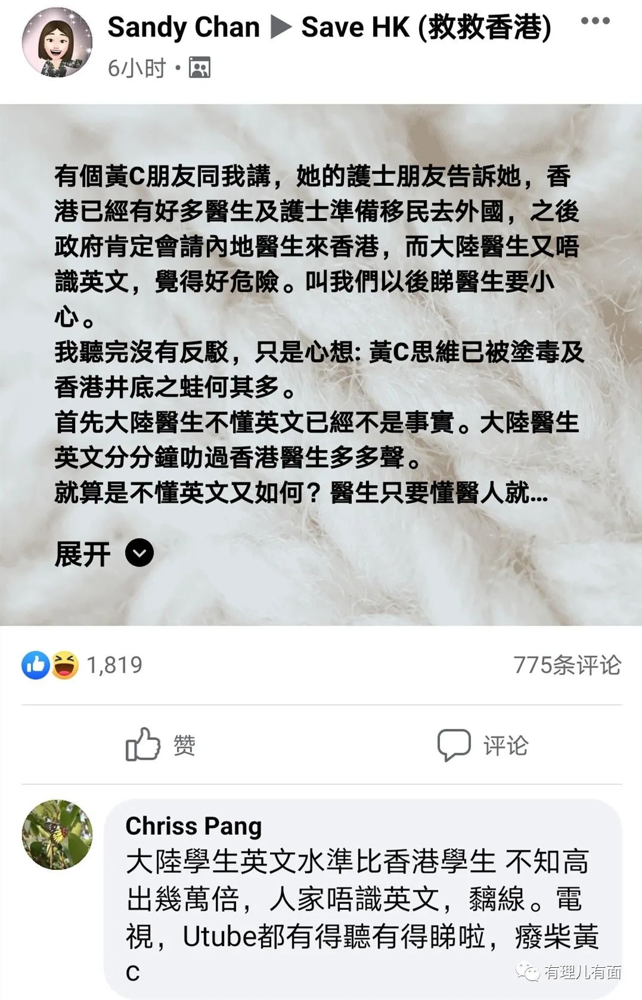 Sandy Chan ▶ Save HK (救救香港)
6小时 ·
有個黃C朋友同我講，她的護士朋友告訴她，香
港已經有好多醫生及護士準備移民去外國，之後
政府肯定會請內地醫生來香港，而大陸醫生又唔
識英文，覺得好危險。叫我們以後睇醫生要小
心。
我聽完沒有反駁，只是心想: 黃C思維已被塗毒及
香港井底之蛙何其多。
首先大陸醫生不懂英文已經不是事實。大陸醫生
英文分分鐘叻過香港醫生多多聲。
就算是不懂英文又如何？醫生只要懂醫人就...
展开
1,819
775条评论
赞
评论
Chriss Pang
大陸學生英文水準比香港學生 不知高
出幾萬倍，人家唔識英文，黐線。電
視，Utube都有得聽有得睇啦，癈柴黃
c
有理儿有面